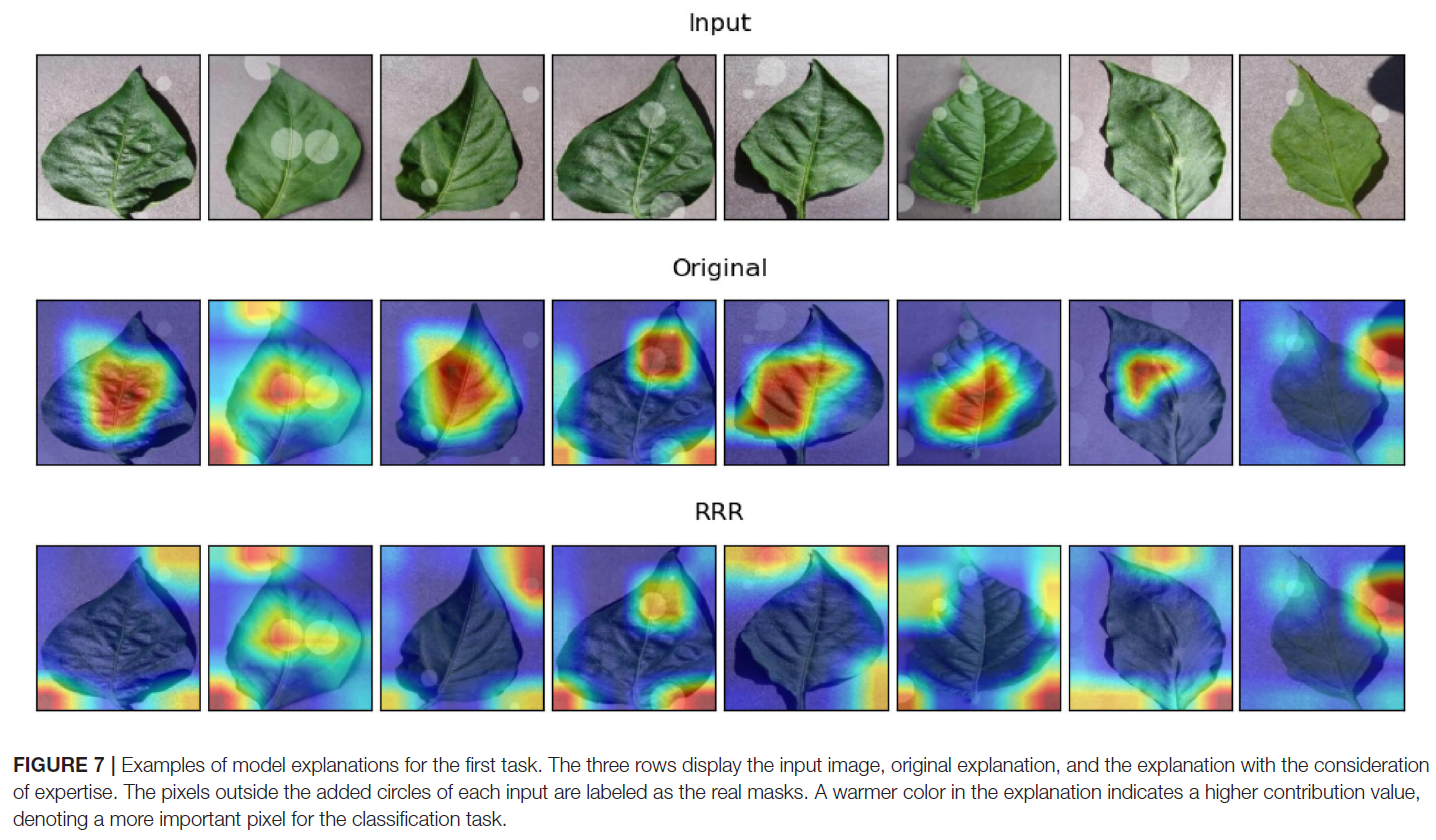 Input
Original
RRR
FIGURE 7 | Examples of model explanations for the first task. The three rows display the input image, original explanation, and the explanation with the consideration
of expertise. The pixels outside the added circles of each input are labeled as the real masks. A warmer color in the explanation indicates a higher contribution value,
denoting a more important pixel for the classification task.